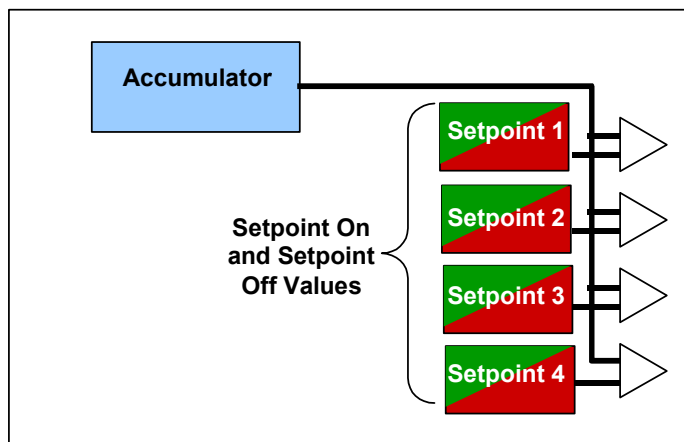 Accumulator
Setpoint 1
Setpoint 2
Setpoint On
and Setpoint
Off Values
Setpoint 3
Setpoint 4